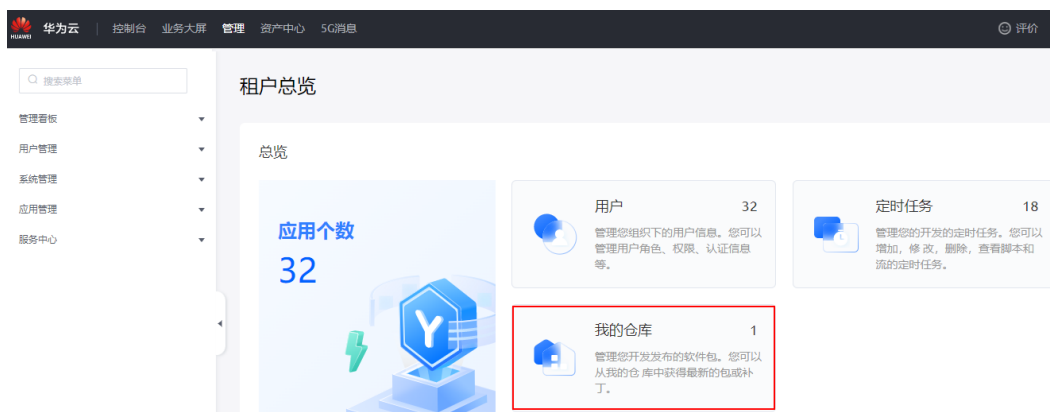 HUAWEI 华为云 控制台 业务大屏 管理 资产中心 5G消息 评价
搜索菜单
租户总览
管理看板
用户管理
系统管理
应用管理
服务中心
总览
应用个数
32
用户 32
管理您组织下的用户信息。您可以
管理用户角色、权限、认证信息
等。
定时任务 18
管理您的开发的定时任务。您可以
增加，修 改，删除，查看脚本和
流的定时任务。
我的仓库 1
管理您开发发布的软件包。您可以
从我的仓 库中获得最新的包或补
丁。
Y